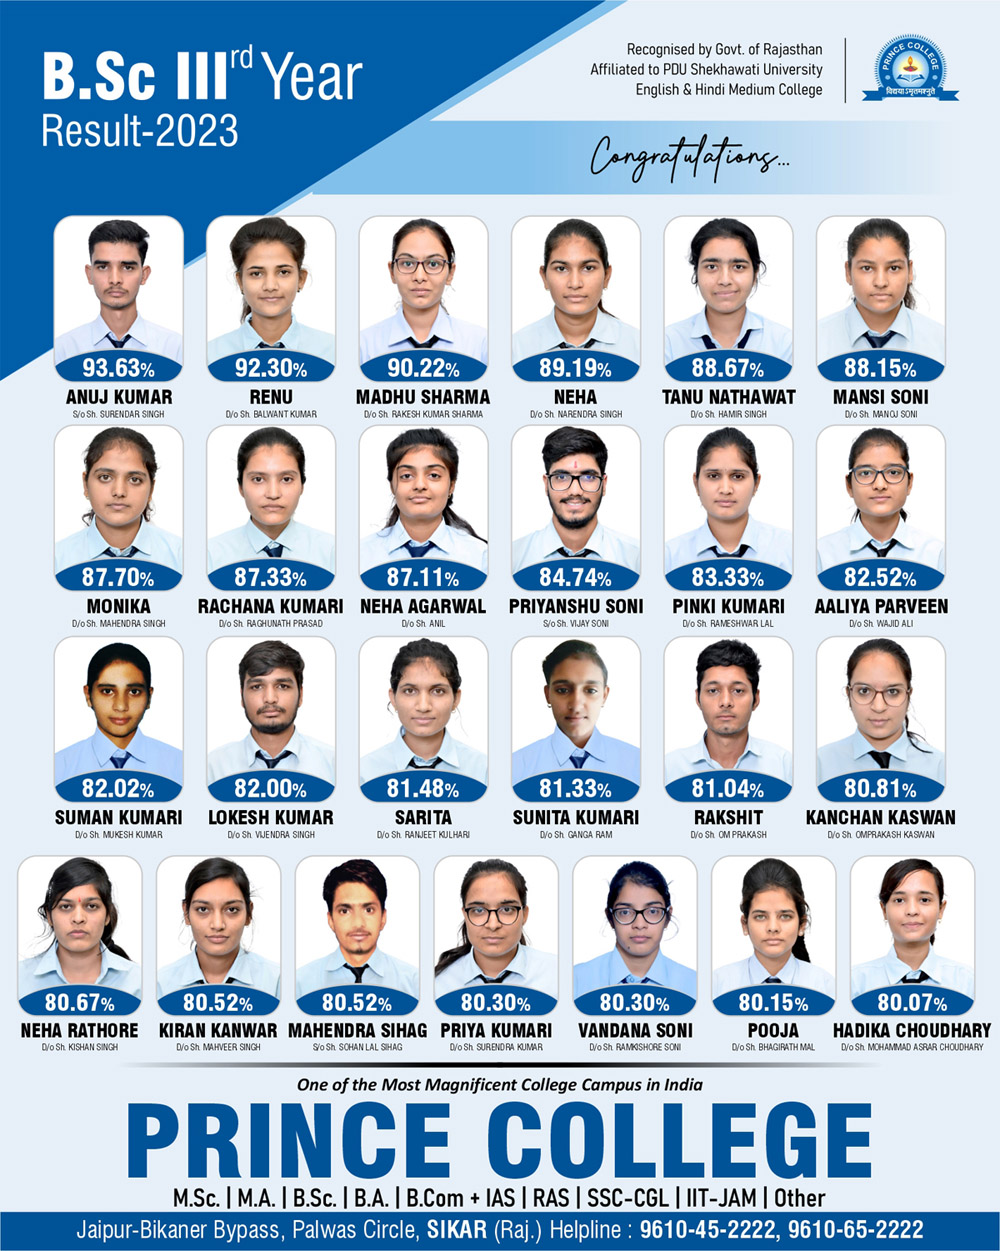 B.Sc IIIrd Year
Result-2023
Recognised by Govt. of Rajasthan
Affiliated to PDU Shekhawati University
English & Hindi Medium College
PRINCE COLLEGE
विद्ययाऽमृतमश्नुते
Congratulations...
93.63% 92.30% 90.22% 89.19% 88.67% 88.15%
ANUJ KUMAR RENU MADHU SHARMA NEHA TANU NATHAWAT MANSI SONI
S/o Sh. SURENDAR SINGH D/o Sh. BALWANT KUMAR D/o Sh. RAKESH KUMAR SHARMA D/o Sh. NARENDRA SINGH D/o Sh. HAMIR SINGH D/o Sh. MANOJ SONI
87.70% 87.33% 87.11% 84.74% 83.33% 82.52%
MONIKA RACHANA KUMARI NEHA AGARWAL PRIYANSHU SONI PINKI KUMARI AALIYA PARVEEN
D/o Sh. MAHENDRA SINGH D/o Sh. RAGHUNATH PRASAD D/o Sh. ANIL S/o Sh. VIJAY SONI D/o Sh. RAMESHWAR LAL D/o Sh. WAJID ALI
82.02% 82.00% 81.48% 81.33% 81.04% 80.81%
SUMAN KUMARI LOKESH KUMAR SARITA SUNITA KUMARI RAKSHIT KANCHAN KASWAN
D/o Sh. MUKESH KUMAR D/o Sh. VIJENDRA SINGH D/o Sh. RANJEET KULHARI D/o Sh. GANGA RAM D/o Sh. OM PRAKASH D/o Sh. OMPRAKASH KASWAN
80.67% 80.52% 80.52% 80.30% 80.30% 80.15% 80.07%
NEHA RATHORE KIRAN KANWAR MAHENDRA SIHAG PRIYA KUMARI VANDANA SONI POOJA HADIKA CHOUDHARY
D/o Sh. KISHAN SINGH D/o Sh. MAHVEER SINGH S/o Sh. SOHAN LAL SIHAG D/o Sh. SURENDRA KUMAR D/o Sh. RAMKISHORE SONI D/o Sh. BHAGIRATH MAL D/o Sh. MOHAMMAD ASRAR CHOUDHARY
One of the Most Magnificent College Campus in India
PRINCE COLLEGE
M.Sc. | M.A. | B.Sc. | B.A. | B.Com + IAS | RAS | SSC-CGL | IIT-JAM | Other
Jaipur-Bikaner Bypass, Palwas Circle, SIKAR (Raj.) Helpline : 9610-45-2222, 9610-65-2222